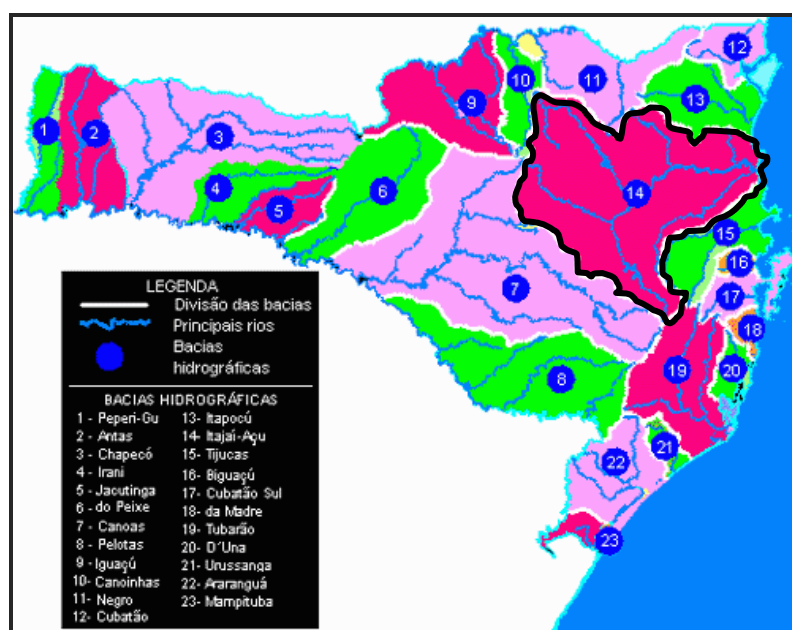 12
10
11
9
13
1
2
3
14
4
6
5
15
16
7
17
18
19
20
8
21
22
23
LEGENDA
Divisão das bacias
Principais rios
Bacias
hidrográficas
BACIAS HIDROGRÁFICAS
1 - Peperi-Gu
2 - Antas
3 - Chapecó
4 - Irani
5 - Jacutinga
6 - do Peixe
7 - Canoas
8 - Pelotas
9 - Iguaçú
10- Canoinhas
11- Negro
12- Cubatão
13- Itapocú
14- Itajaí-Açu
15- Tijucas
16- Biguaçú
17- Cubatão Sul
18- da Madre
19- Tubarão
20- D'Una
21- Urussanga
22- Araranguá
23- Mampituba